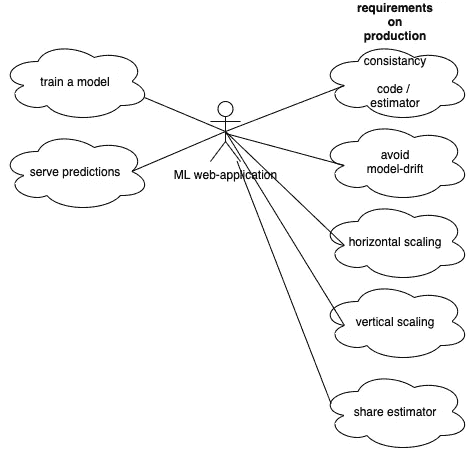 requirements
on
production
train a model
serve predictions
ML web-application
consistancy
code /
estimator
avoid
model-drift
horizontal scaling
vertical scaling
share estimator